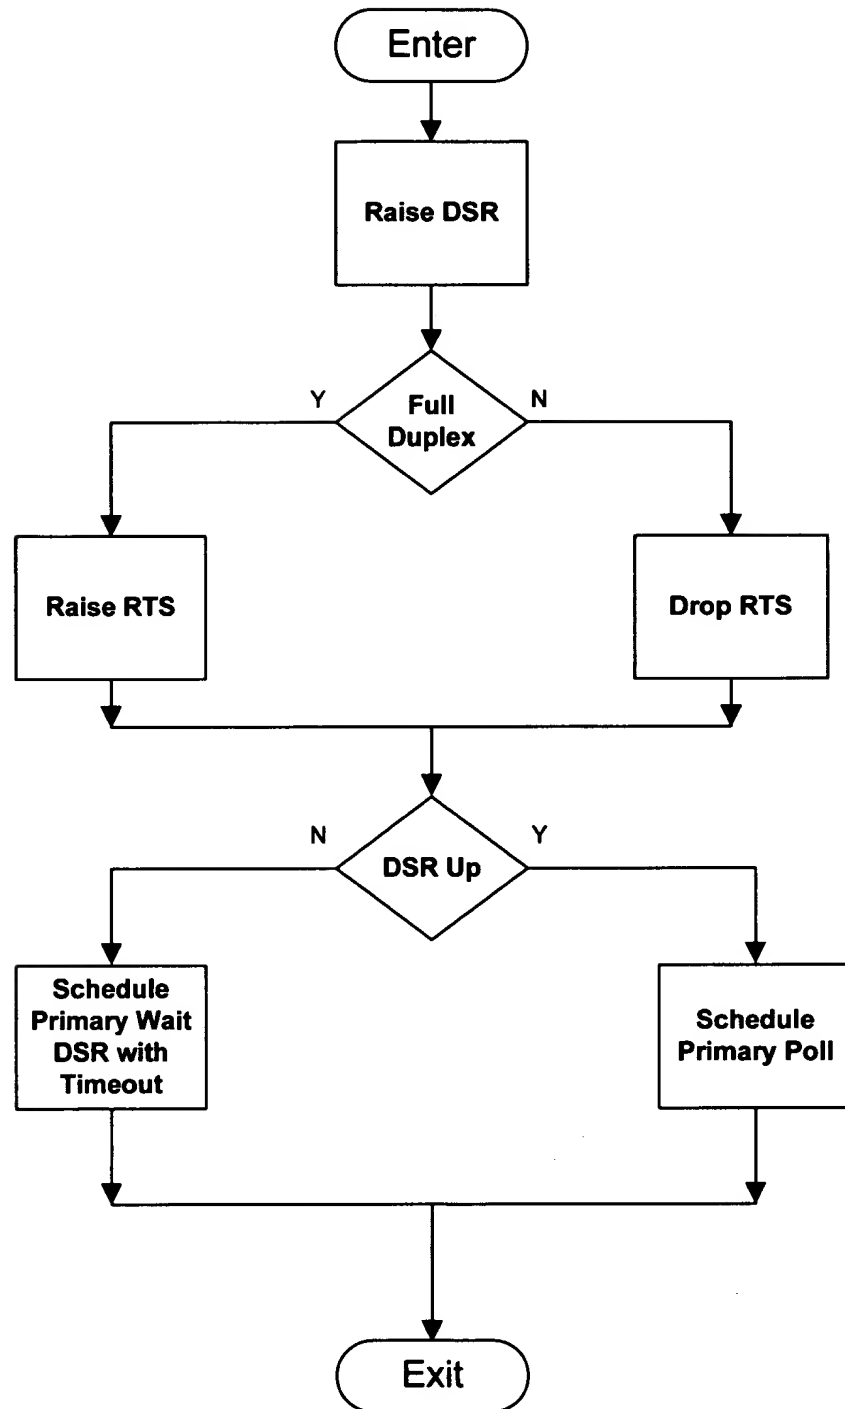 Enter
Raise DSR
Y
Full
Duplex
N
Raise RTS
Drop RTS
N
DSR Up
Y
Schedule
Primary Wait
DSR with
Timeout
Schedule
Primary Poll
Exit